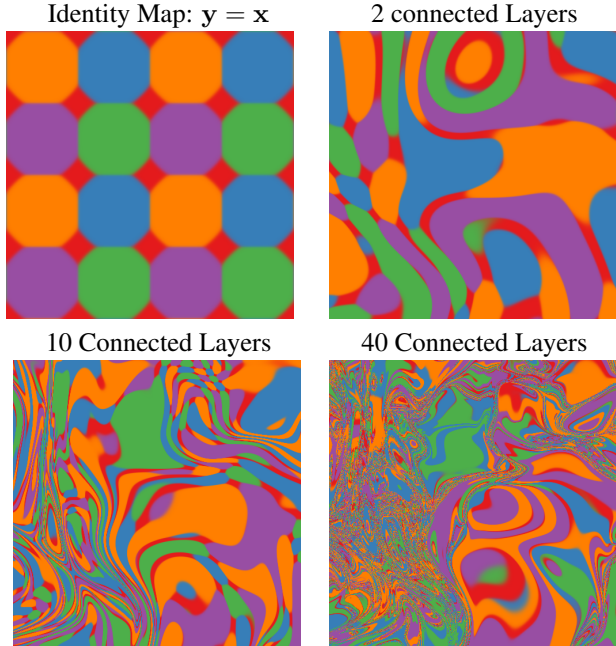 Identity Map: y = x
2 connected Layers
10 Connected Layers
40 Connected Layers